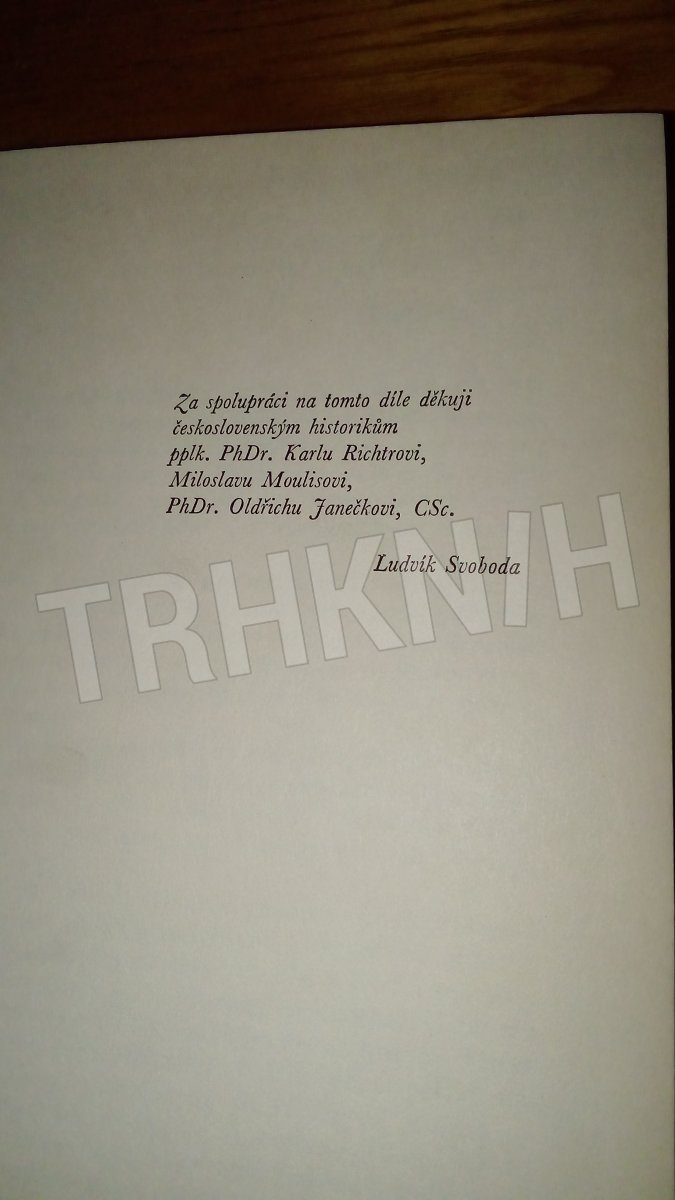 Za spolupráci na tomto díle děkuji
československým historikům
pplk. PhDr. Karlu Richtrovi,
Miloslavu Moulisovi,
PhDr. Oldřichu Janečkovi, CSc.
Ludvík Svoboda
TRHKNIH